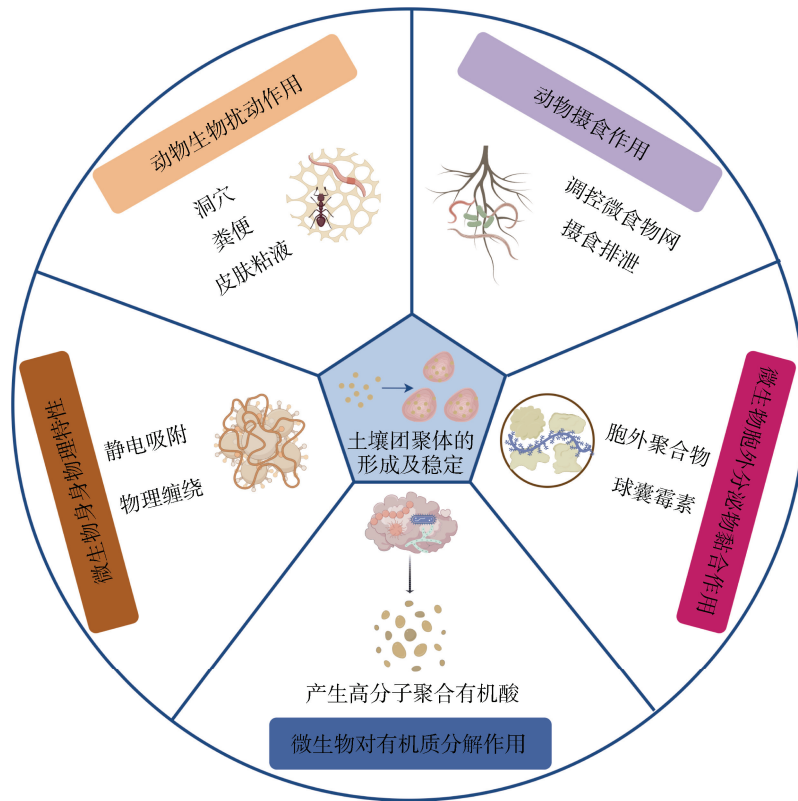 动物生物扰动作用
洞穴
粪便
皮肤粘液
动物摄食作用
调控微食物网
摄食排泄
微生物身身物理特性
静电吸附
物理缠绕
土壤团聚体的
形成及稳定
胞外聚合物
球囊霉素
微生物胞外分泌物黏合作用
产生高分子聚合有机酸
微生物对有机质分解作用